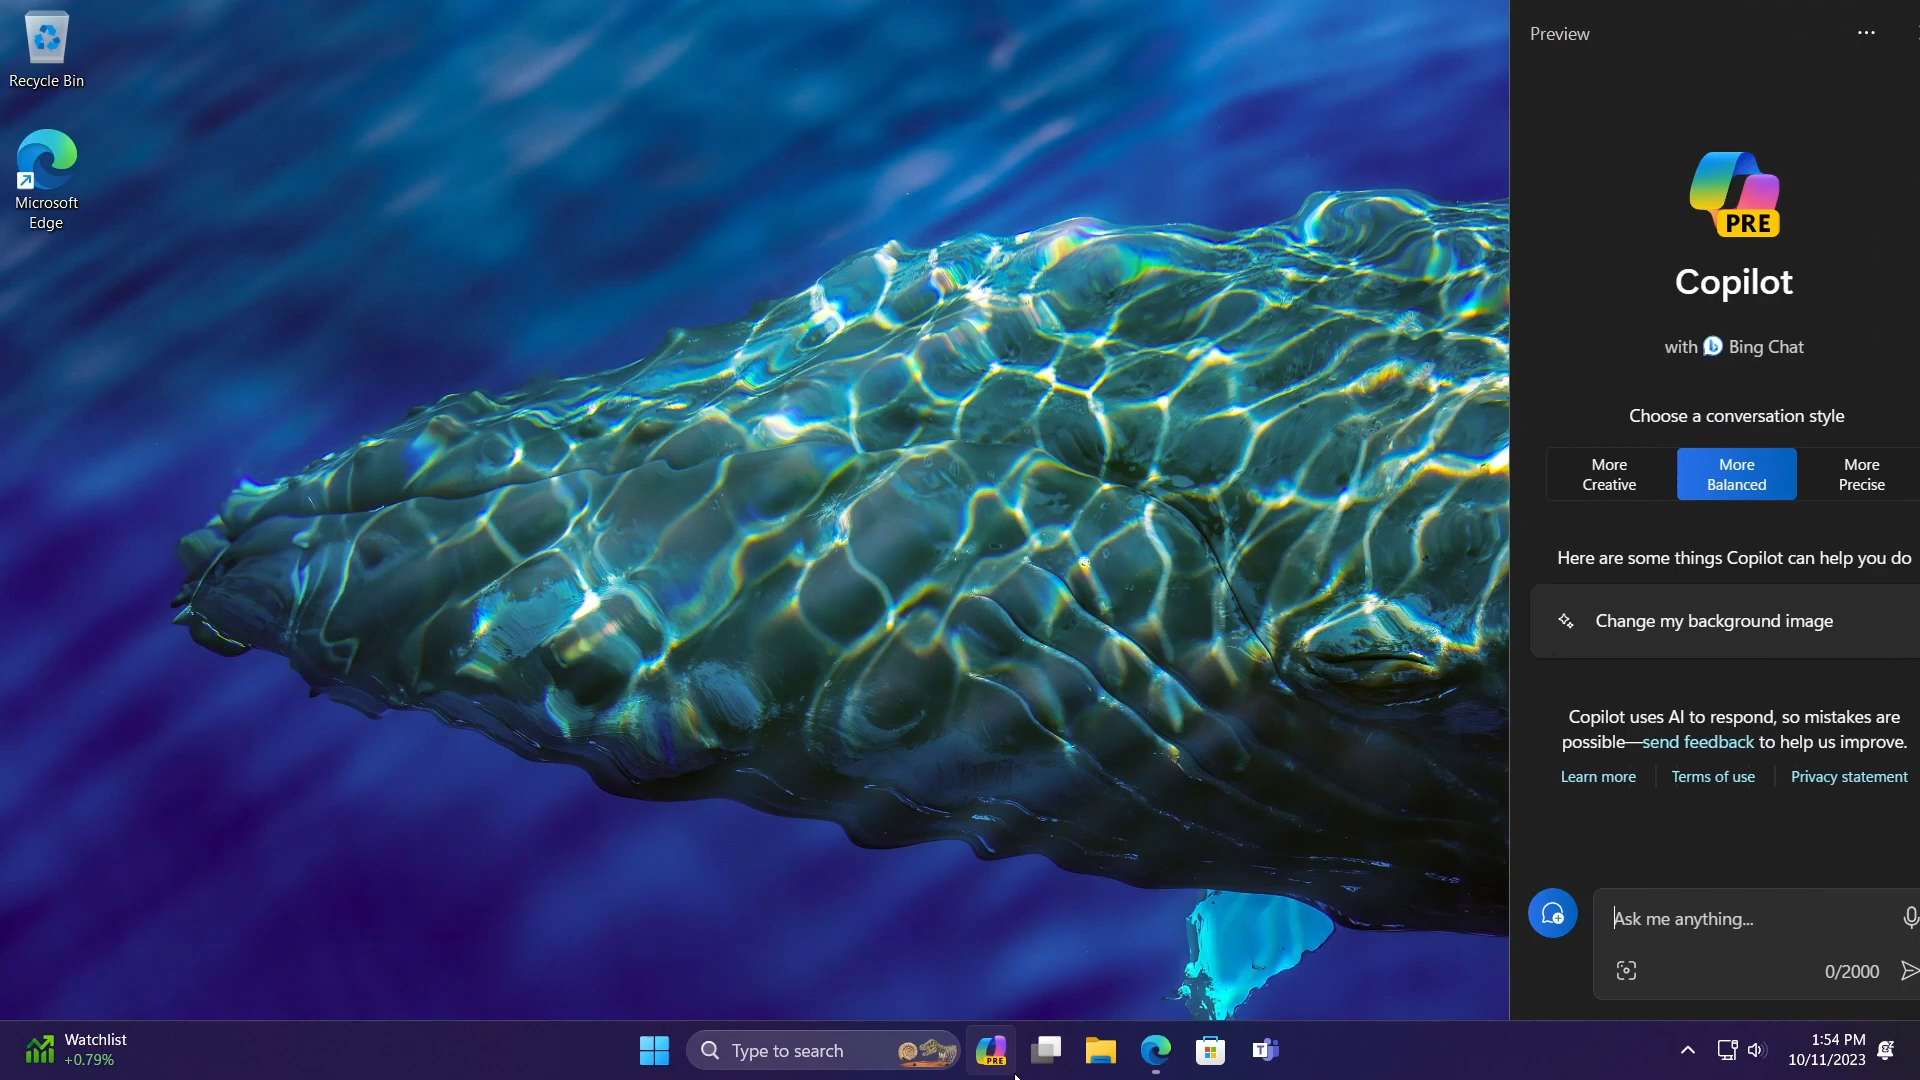 Recycle Bin
Microsoft
Edge
Preview
PRE
Copilot
with Bing Chat
Choose a conversation style
More
Creative
More
Balanced
More
Precise
Here are some things Copilot can help you do
Change my background image
Copilot uses AI to respond, so mistakes are
possible—send feedback to help us improve.
Learn more
Terms of use
Privacy statement
Ask me anything...
0/2000
Watchlist
+0.79%
Type to search
PRE
1:54 PM
10/11/2023